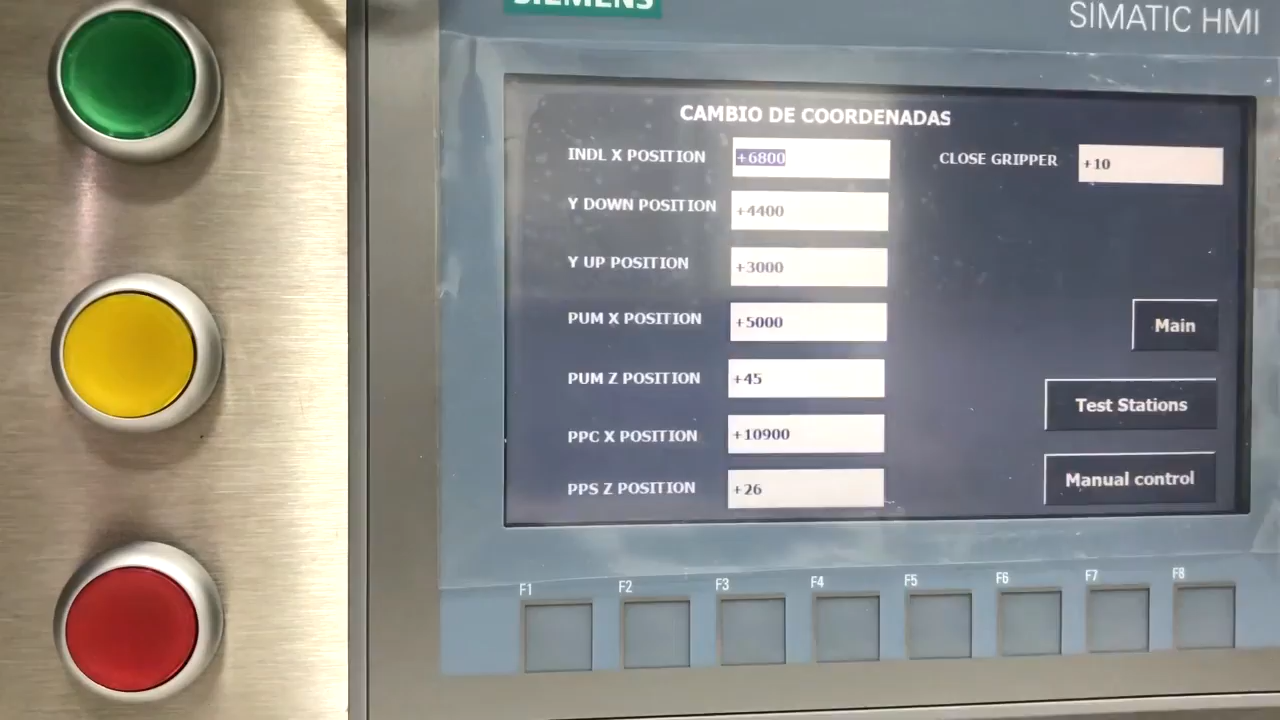 SIEMENS
SIMATIC HMI
CAMBIO DE COORDENADAS
INDL X POSITION +6800
CLOSE GRIPPER +10
Y DOWN POSITION +4400
Y UP POSITION +3000
PUM X POSITION +5000
Main
PUM Z POSITION +45
Test Stations
PPC X POSITION +10900
Manual control
PPS Z POSITION +26
F1 F2 F3 F4 F5 F6 F7 F8